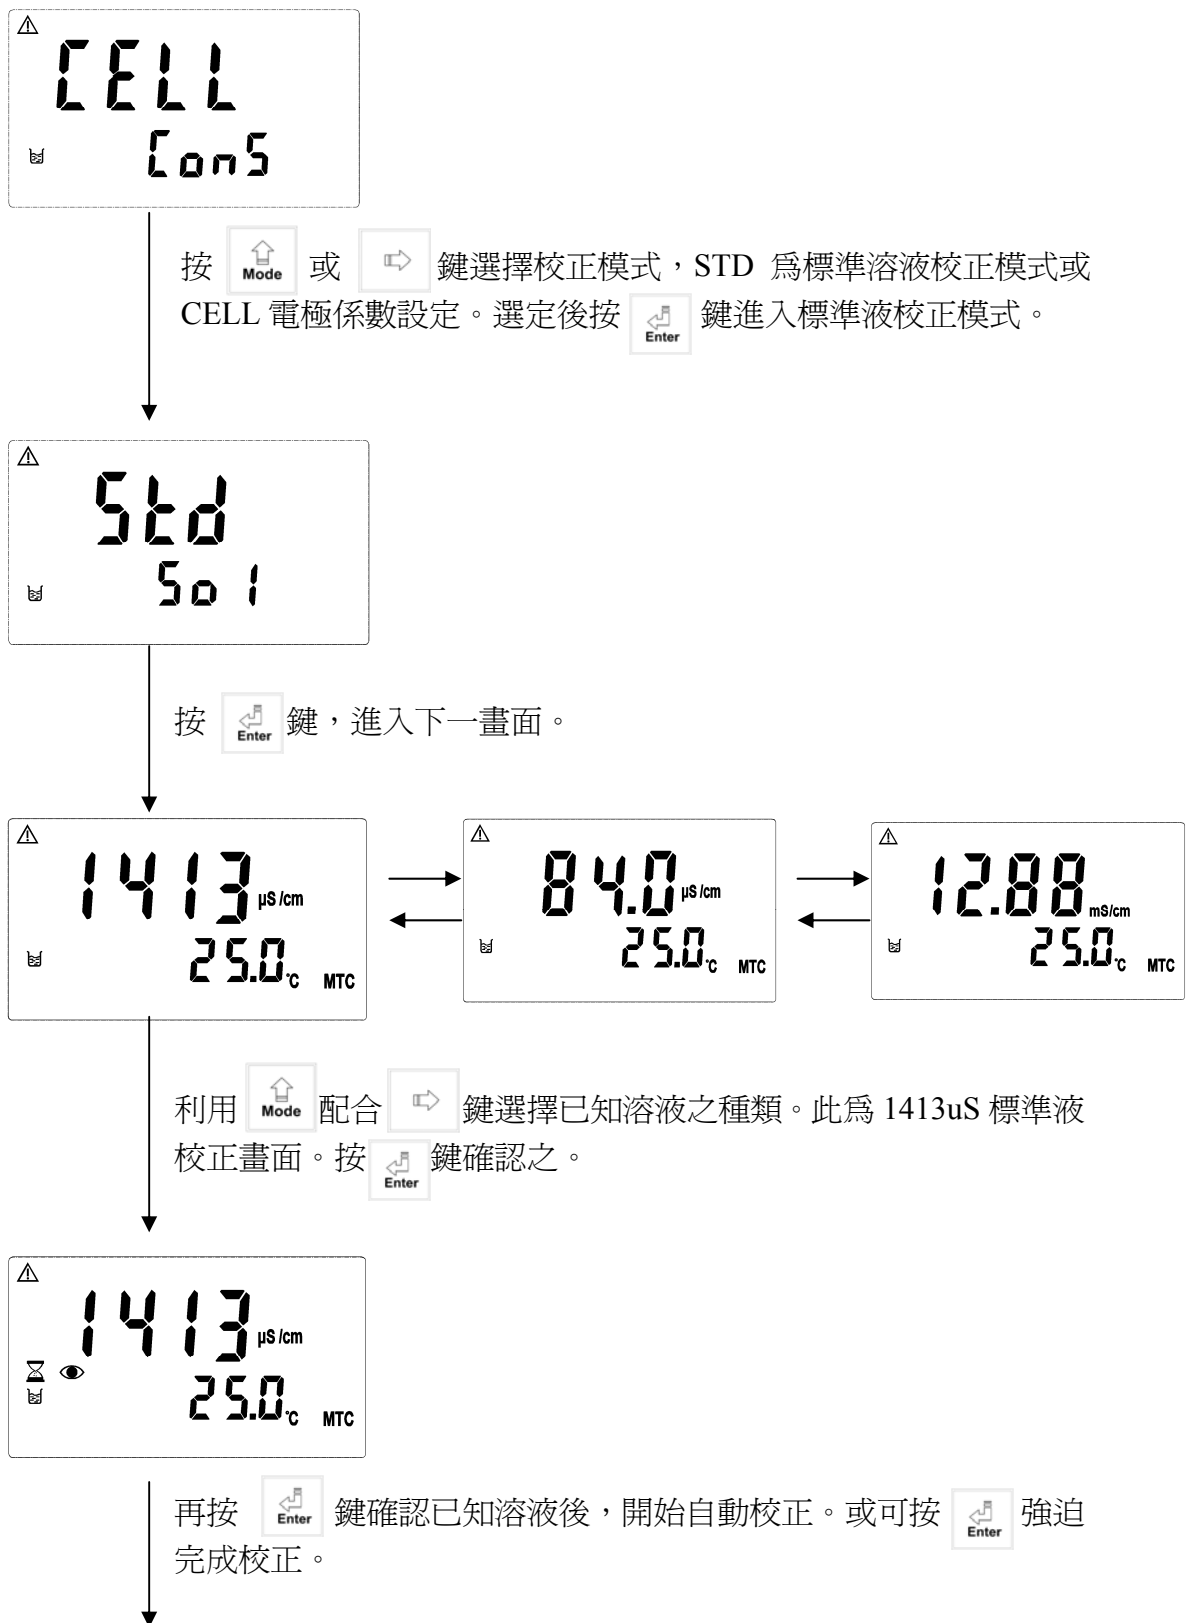 CELL
ConS
按 Mode 或 鍵選擇校正模式，STD 爲標準溶液校正模式或
CELL 電極係數設定。選定後按 Enter 鍵進入標準液校正模式。
Std
Sol
按 Enter 鍵，進入下一畫面。
1413 µS/cm
25.0 °C MTC
84.0 µS/cm
25.0 °C MTC
12.88 mS/cm
25.0 °C MTC
利用 Mode 配合 鍵選擇已知溶液之種類。此爲 1413uS 標準液
校正畫面。按 Enter 鍵確認之。
1413 µS/cm
25.0 °C MTC
再按 Enter 鍵確認已知溶液後，開始自動校正。或可按 Enter 強迫
完成校正。